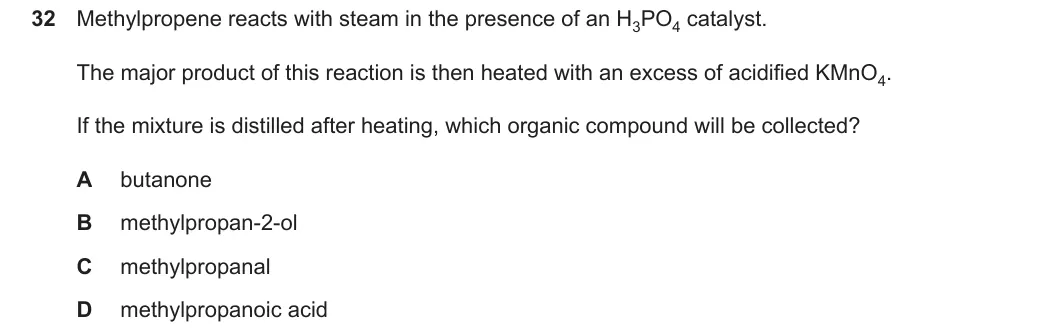 32 Methylpropene reacts with steam in the presence of an H₃PO₄ catalyst.
The major product of this reaction is then heated with an excess of acidified KMnO₄.
If the mixture is distilled after heating, which organic compound will be collected?
A butanone
B methylpropan-2-ol
C methylpropanal
D methylpropanoic acid